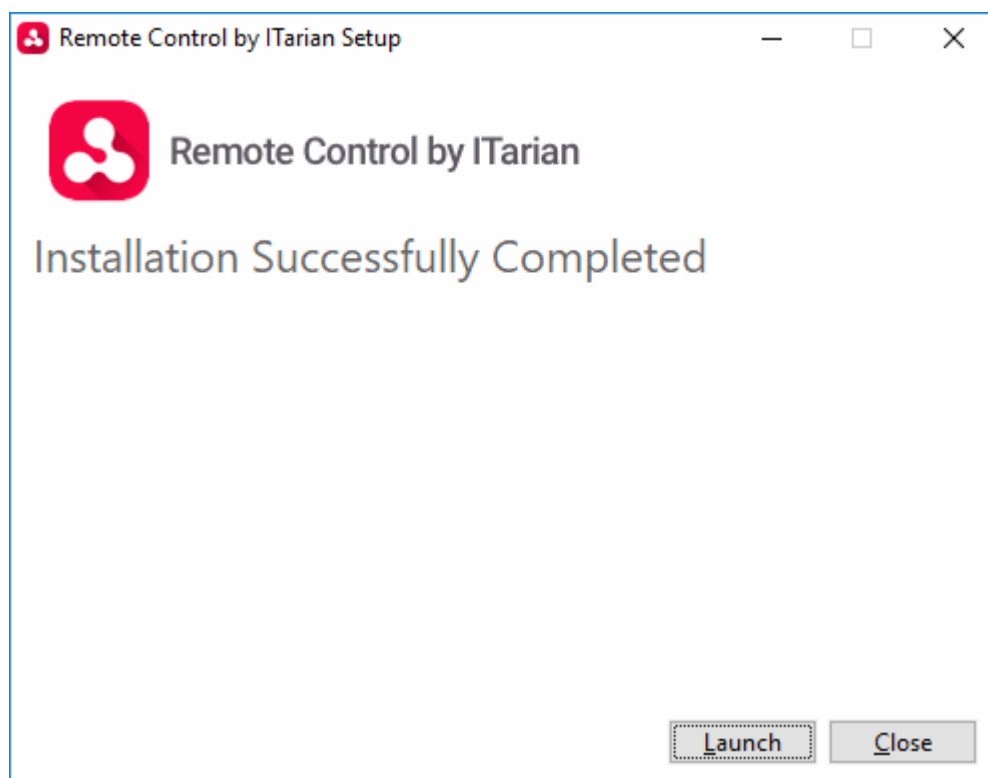 Remote Control by ITarian Setup
Remote Control by ITarian
Installation Successfully Completed
Launch Close